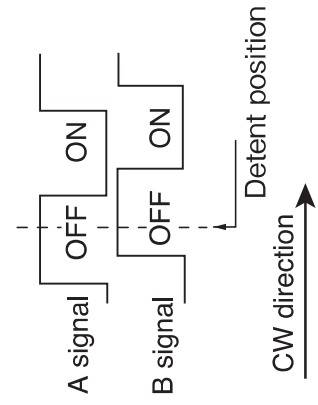 A signal OFF ON
B signal OFF ON
Detent position
CW direction